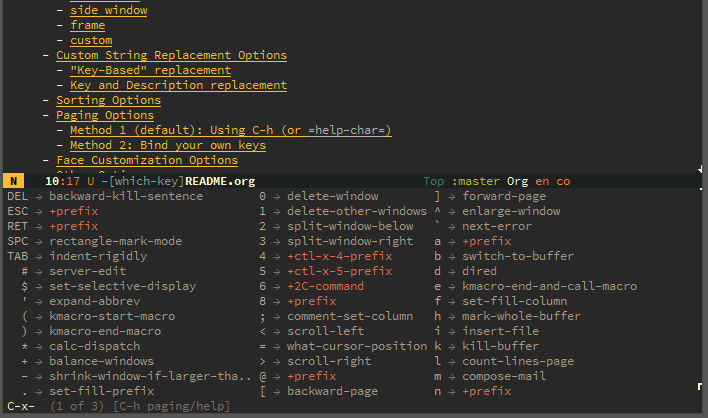 - side window
- frame
- custom
- Custom String Replacement Options
- "Key-Based" replacement
- Key and Description replacement
- Sorting Options
- Paging Options
- Method 1 (default): Using C-h (or =help-char=)
- Method 2: Bind your own keys
- Face Customization Options
N 10:17 U -[which-key]README.org Top :master Org en co
DEL → backward-kill-sentence 0 → delete-window ] → forward-page
ESC → +prefix 1 → delete-other-windows ^ → enlarge-window
RET → +prefix 2 → split-window-below ` → next-error
SPC → rectangle-mark-mode 3 → split-window-right a → +prefix
TAB → indent-rigidly 4 → +ctl-x-4-prefix b → switch-to-buffer
# → server-edit 5 → +ctl-x-5-prefix d → dired
$ → set-selective-display 6 → +2C-command e → kmacro-end-and-call-macro
' → expand-abbrev 8 → +prefix f → set-fill-column
( → kmacro-start-macro ; → comment-set-column h → mark-whole-buffer
) → kmacro-end-macro < → scroll-left i → insert-file
* → calc-dispatch = → what-cursor-position k → kill-buffer
+ → balance-windows > → scroll-right l → count-lines-page
- → shrink-window-if-larger-tha.. @ → +prefix m → compose-mail
. → set-fill-prefix [ → backward-page n → +prefix
C-x- (1 of 3) [C-h paging/help]